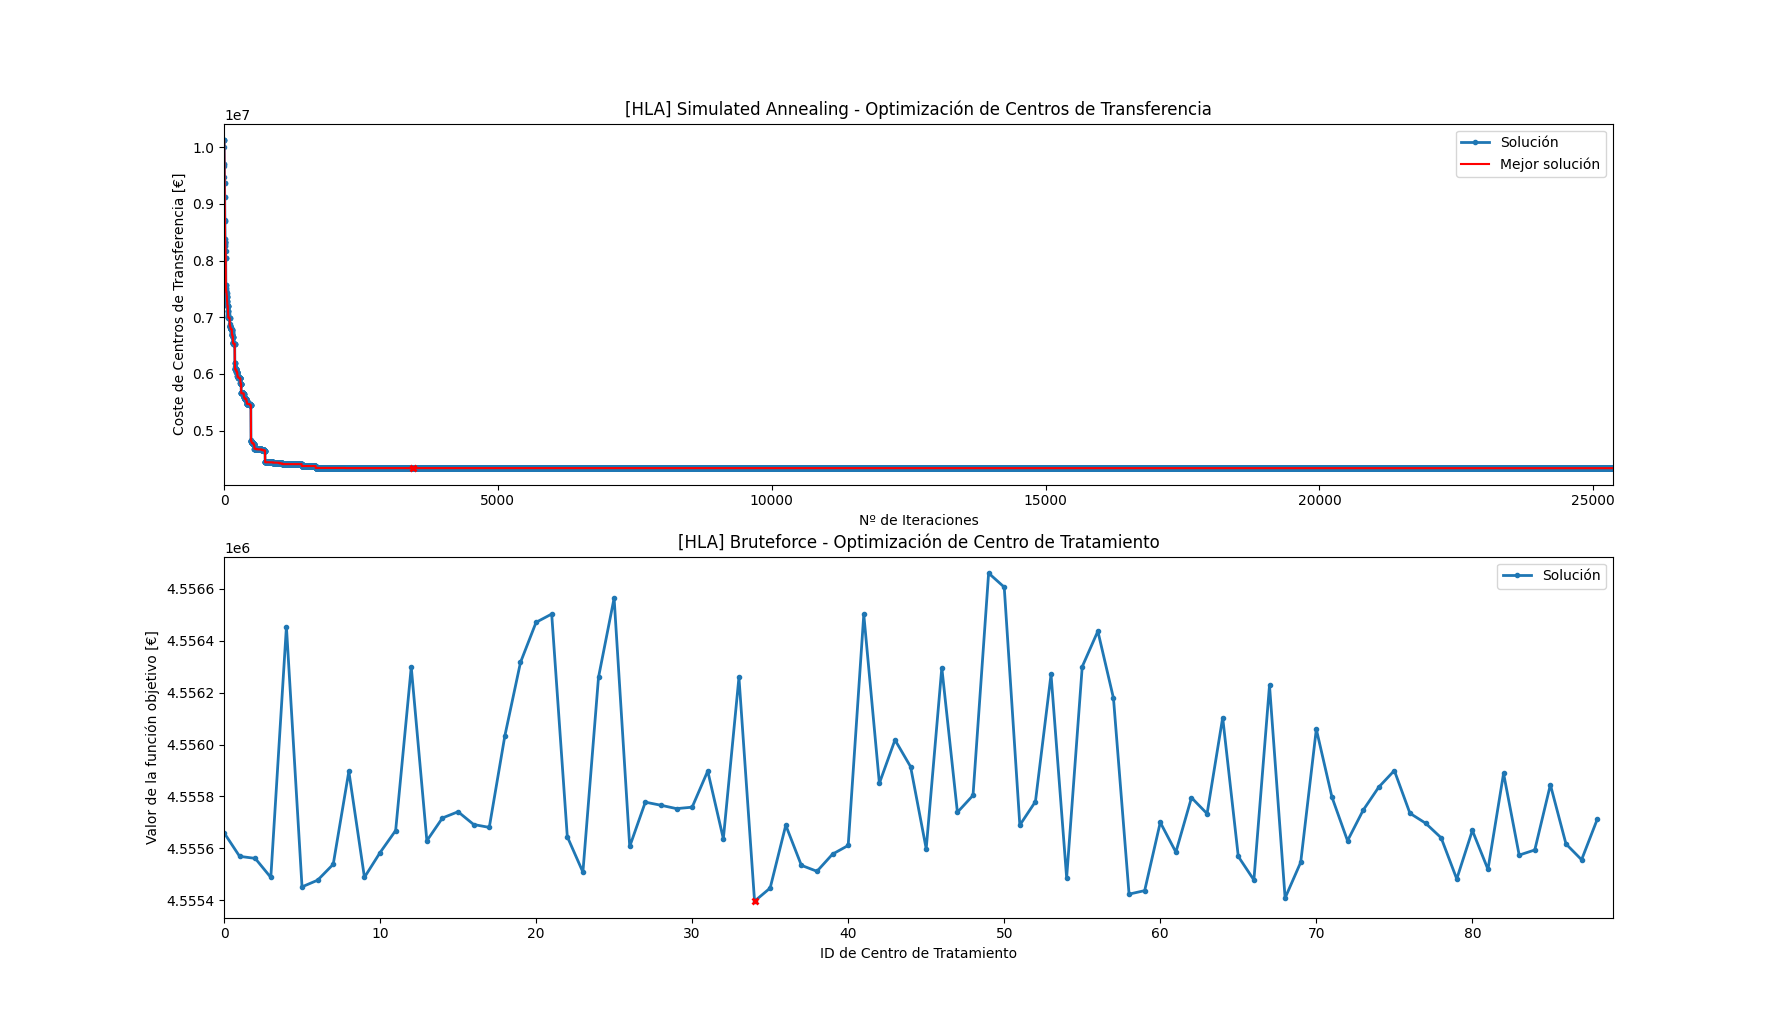 [HLA] Simulated Annealing - Optimización de Centros de Transferencia
1e7
1.0
0.9
0.8
0.7
0.6
0.5
Coste de Centros de Transferencia [€]
Solución
Mejor solución
0 5000 10000 15000 20000 25000
Nº de Iteraciones
[HLA] Bruteforce - Optimización de Centro de Tratamiento
1e6
4.5566
4.5564
4.5562
4.5560
4.5558
4.5556
4.5554
Valor de la función objetivo [€]
Solución
0 10 20 30 40 50 60 70 80
ID de Centro de Tratamiento